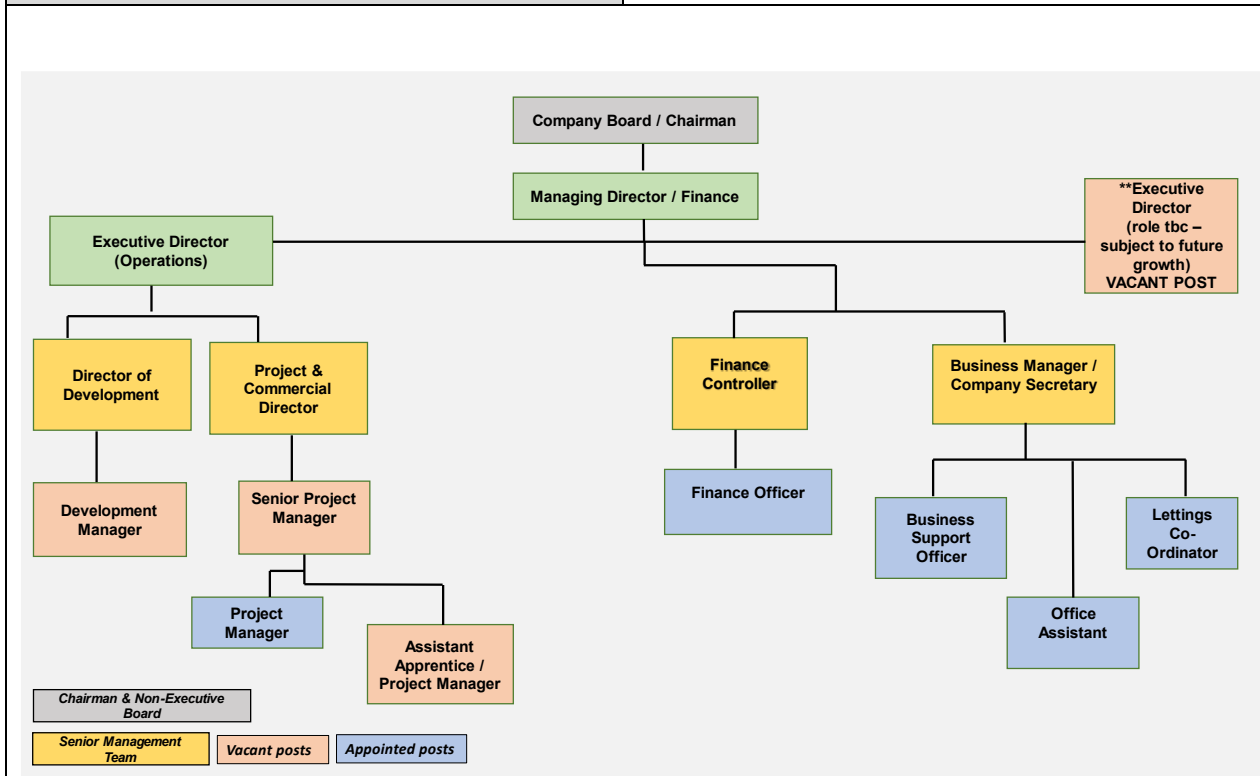 Company Board / Chairman
Managing Director / Finance
**Executive
Director
(role tbc –
subject to future
growth)
VACANT POST
Executive Director
(Operations)
Director of
Development
Project &
Commercial
Director
Finance
Controller
Business Manager /
Company Secretary
Development
Manager
Senior Project
Manager
Finance Officer
Business
Support
Officer
Lettings
Co-
Ordinator
Project
Manager
Assistant
Apprentice /
Project Manager
Office
Assistant
Chairman & Non-Executive
Board
Senior Management
Team
Vacant posts
Appointed posts